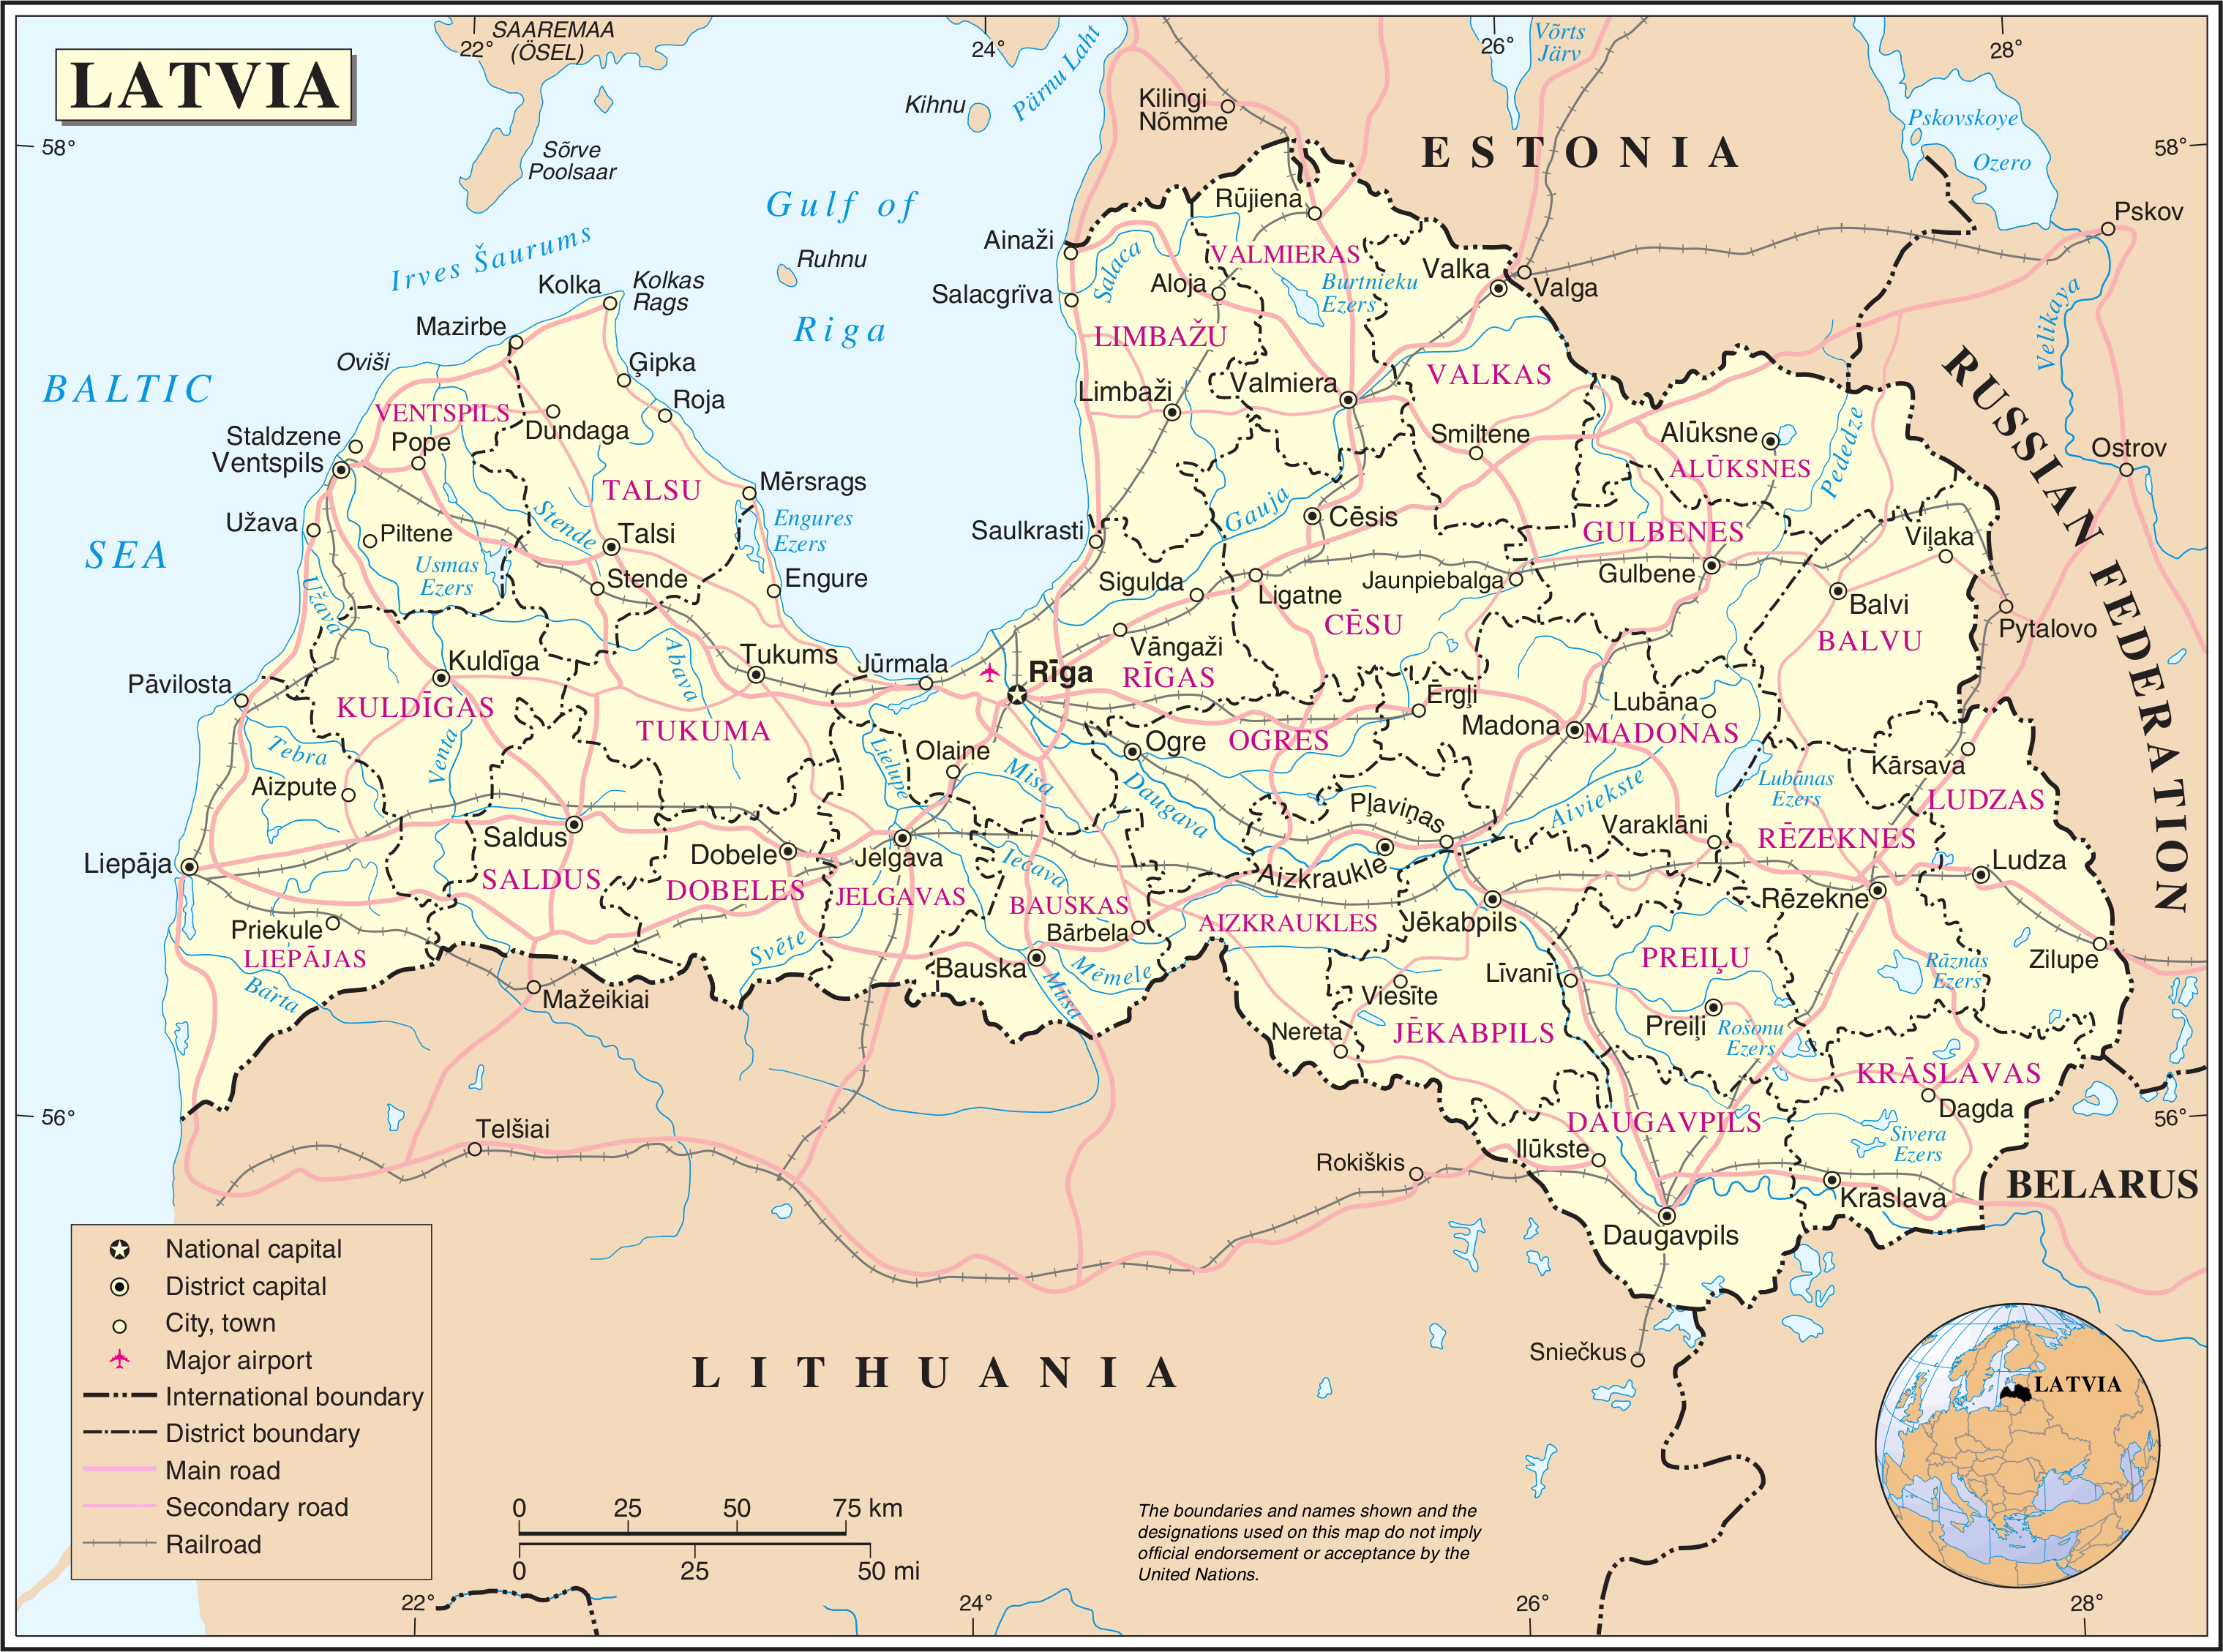 LATVIA
SAAREMAA
(ÖSEL)
22°
24°
26°
28°
Võrts
Järv
Pärnu Laht
Kihnu
Kilingi
Nõmme
ESTONIA
Pskovskoye
Ozero
58°
58°
Sõrve
Poolsaar
Gulf of
Riga
Ruhnu
Irves Šaurums
Pskov
Velikaya
Rūjiena
Ainaži
Salaca
VALMIERAS
Burtnieku
Ezers
Aloja
Salacgrīva
Valka
Valga
Kolka
Kolkas
Rags
Mazirbe
Oviši
Ģipka
Roja
LIMBAŽU
Limbaži
Valmiera
VALKAS
BALTIC
SEA
VENTSPILS
Dundaga
Staldzene
Pope
Ventspils
Smiltene
Alūksne
ALŪKSNES
Pededze
Ostrov
RUSSIAN FEDERATION
TALSU
Mērsrags
Engures
Ezers
Stende
Talsi
Užava
Piltene
Usmas
Ezers
Stende
Engure
Užava
Saulkrasti
Gauja
Cēsis
GULBENES
Viļaka
Sigulda
Ligatne
Jaunpiebalga
Gulbene
Balvi
CĒSU
BALVU
Pytalovo
Vāngaži
RĪGAS
Kuldīga
Abava
Tukums
Jūrmala
Rīga
Pāvilosta
KULDĪGAS
TUKUMA
Ērgļi
Lubāna
Madona
MADONAS
Ogre
OGRES
Tebra
Venta
Lielupe
Olaine
Misa
Daugava
Aizpute
Aiviekste
Lubānas
Ezers
Kārsava
LUDZAS
Saldus
Pļaviņas
Varaklāni
RĒZEKNES
Liepāja
Dobele
Jelgava
Iecava
Aizkraukle
Ludza
SALDUS
DOBELES
JELGAVAS
BAUSKAS
AIZKRAUKLES
Jēkabpils
Rēzekne
Priekule
LIEPĀJAS
Bārbela
Svēte
Bauska
Mēmele
Mūsa
PREIĻU
Rāznas
Ezers
Zilupe
Bārta
Mažeikiai
Viesīte
Līvanī
Preiļi
Rošonu
Ezers
Nereta
JĒKABPILS
KRĀSLAVAS
Dagda
56°
56°
Telšiai
DAUGAVPILS
Sivera
Ezers
Rokiškis
Ilūkste
Krāslava
BELARUS
Daugavpils
Sniečkus
LITHUANIA
LATVIA
National capital
District capital
City, town
Major airport
International boundary
District boundary
Main road
Secondary road
Railroad
0 25 50 75 km
0 25 50 mi
The boundaries and names shown and the
designations used on this map do not imply
official endorsement or acceptance by the
United Nations.
22°
24°
26°
28°